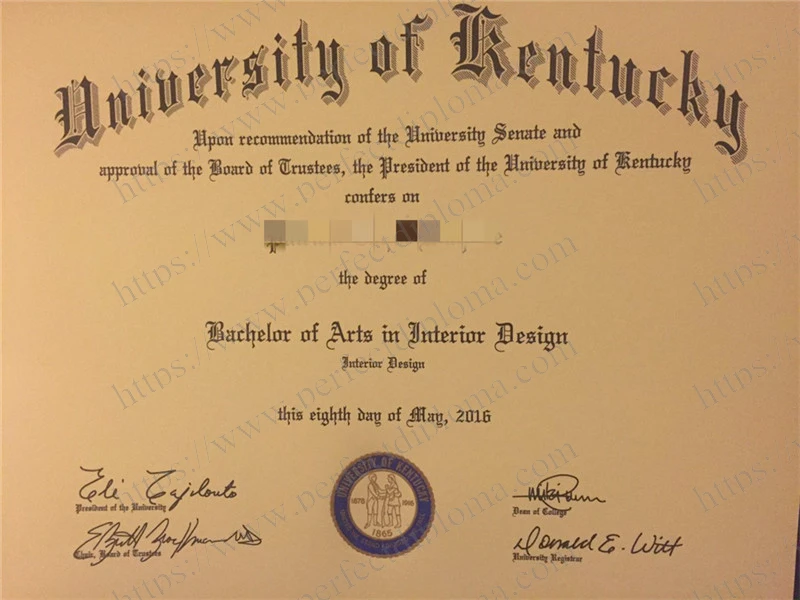 University of Kentucky
Upon recommendation of the University Senate and
approval of the Board of Trustees, the President of the University of Kentucky
confers on
the degree of
Bachelor of Arts in Interior Design
Interior Design
this eighth day of May, 2016
President of the University
Chair, Board of Trustees
UNIVERSITY OF KENTUCKY
1865
Dean of College
Donald E. Witt
University Registrar
https://www.perfectdiploma.com